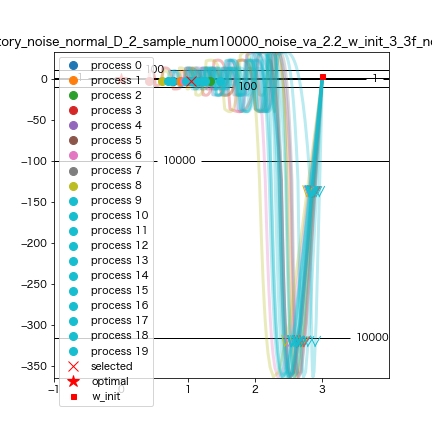 tory_noise_normal_D_2_sample_num10000_noise_va_2.2_w_init_3_3f_n
process 0
process 1
process 2
process 3
process 4
process 5
process 6
process 7
process 8
process 9
process 10
process 11
process 12
process 13
process 14
process 15
process 16
process 17
process 18
process 19
selected
optimal
w_init
0
−50
−100
−150
−200
−250
−300
−350
1
2
3
100
100
1
10000
10000